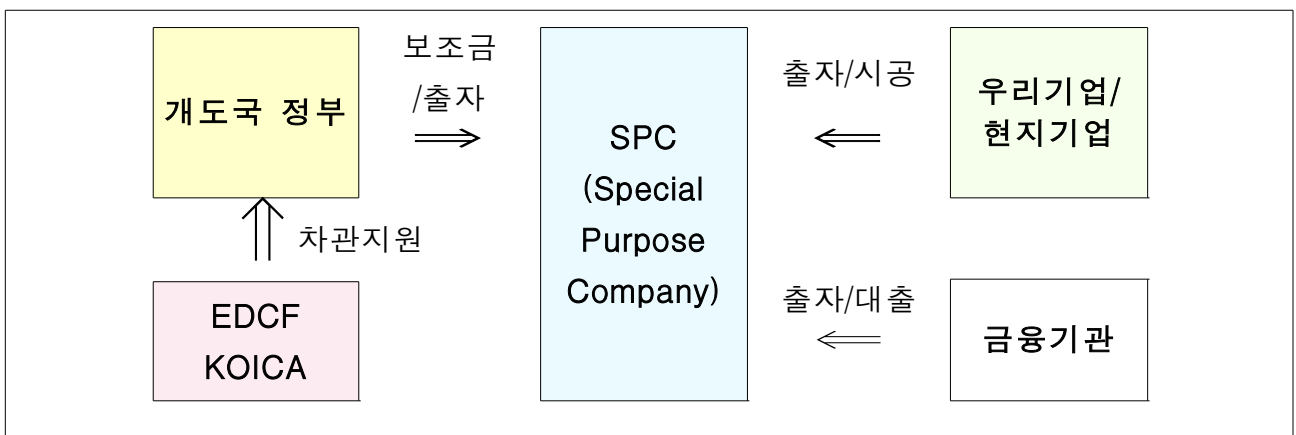 개도국 정부
보조금
/출자
SPC
(Special
Purpose
Company)
출자/시공
우리기업/
현지기업
차관지원
EDCF
KOICA
출자/대출
금융기관